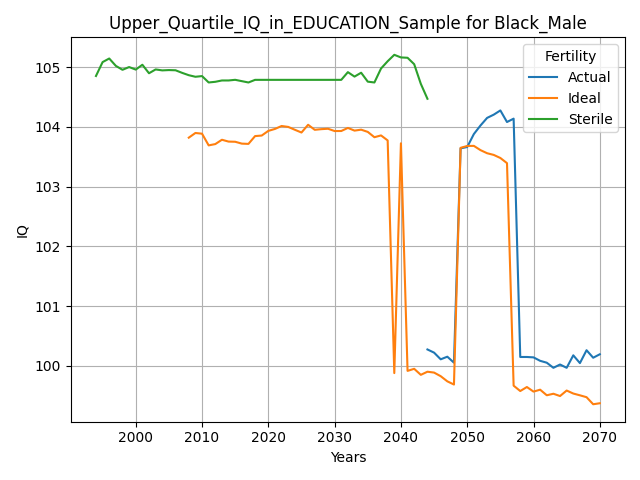 Upper_Quartile_IQ_in_EDUCATION_Sample for Black_Male
Fertility
Actual
Ideal
Sterile
105
104
103
102
101
100
IQ
2000 2010 2020 2030 2040 2050 2060 2070
Years